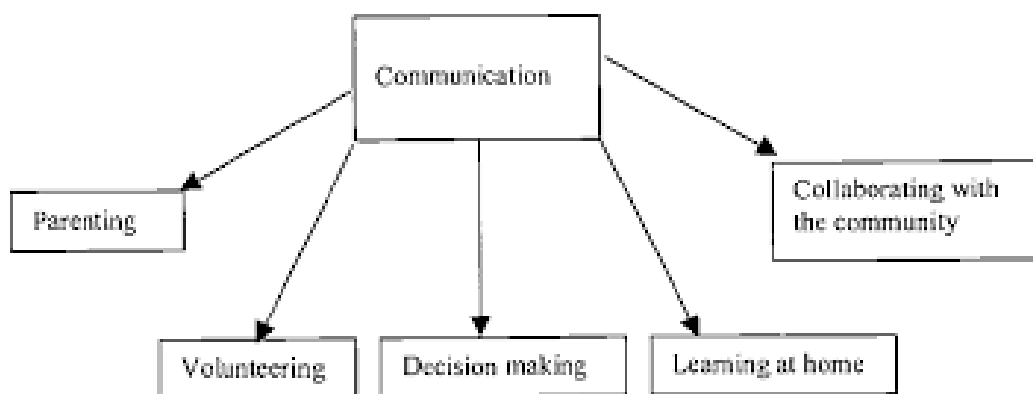 Communication
Parenting
Collaborating with
the community
Volunteering
Decision making
Learning at home